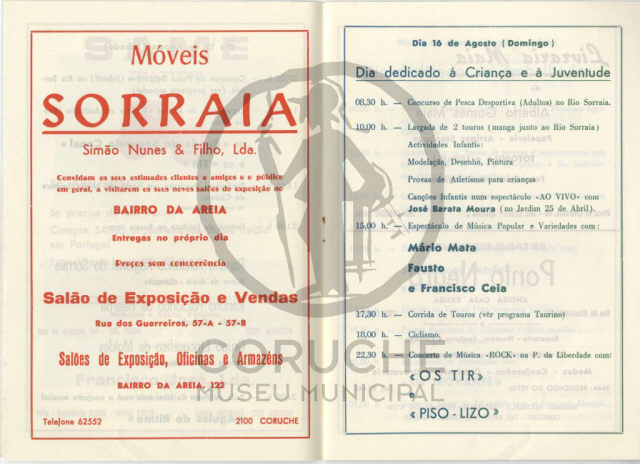 Móveis
SORRAIA
Simão Nunes & Filho, Lda.
Convidam os seus estimados clientes e amigos e o público
em geral, a visitarem os seus novos salões de exposição no
BAIRRO DA AREIA
Entregas no próprio dia
Preços sem concorrência
Salão de Exposição e Vendas
Rua dos Guerreiros, 57-A - 57-B
Salões de Exposição, Oficinas e Armazéns
BAIRRO DA AREIA, 122
Telefone 62552 2100 CORUCHE
Dia 16 de Agosto (Domingo)
Dia dedicado á Criança e à Juventude
08,30 h. — Concurso de Pesca Desportiva (Adultos) no Rio Sorraia.
10,00 h. — Largada de 2 touros (manga junto ao Rio Sorraia)
Actividades Infantis:
Modelação, Desenho, Pintura
Provas de Atletismo para crianças
Canções Infantis num espectáculo «AO VIVO» com
José Barata Moura (no Jardim 25 de Abril).
15,00 h. — Espectáculo de Música Popular e Variedades com:
Mário Mata
Fausto
e Francisco Ceia
17,30 h. — Corrida de Touros (vêr programa Taurino)
18,00 h. — Ciclismo.
22,30 h. — Concerto de Música «ROCK» na P. da Liberdade com:
«OS TIR»
e
«PISO-LIZO»
CORUCHE
MUSEU MUNICIPAL